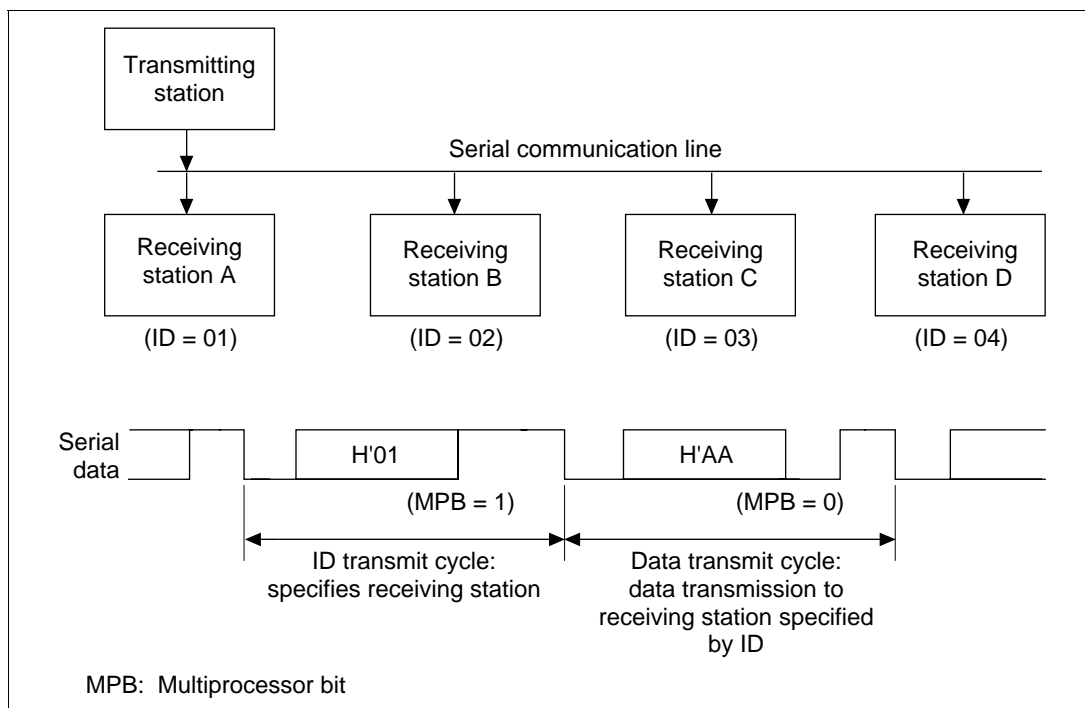 Transmitting
station
Serial communication line
Receiving
station A
Receiving
station B
Receiving
station C
Receiving
station D
(ID = 01)
(ID = 02)
(ID = 03)
(ID = 04)
Serial
data
H'01
H'AA
(MPB = 1)
(MPB = 0)
ID transmit cycle:
specifies receiving station
Data transmit cycle:
data transmission to
receiving station specified
by ID
MPB: Multiprocessor bit